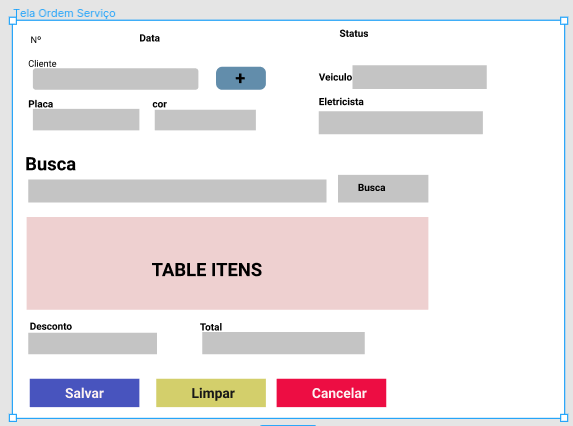 Tela Ordem Serviço
Nº Data Status
Cliente
+
Veiculo
Placa cor Eletricista
Busca
Busca
TABLE ITENS
Desconto Total
Salvar Limpar Cancelar